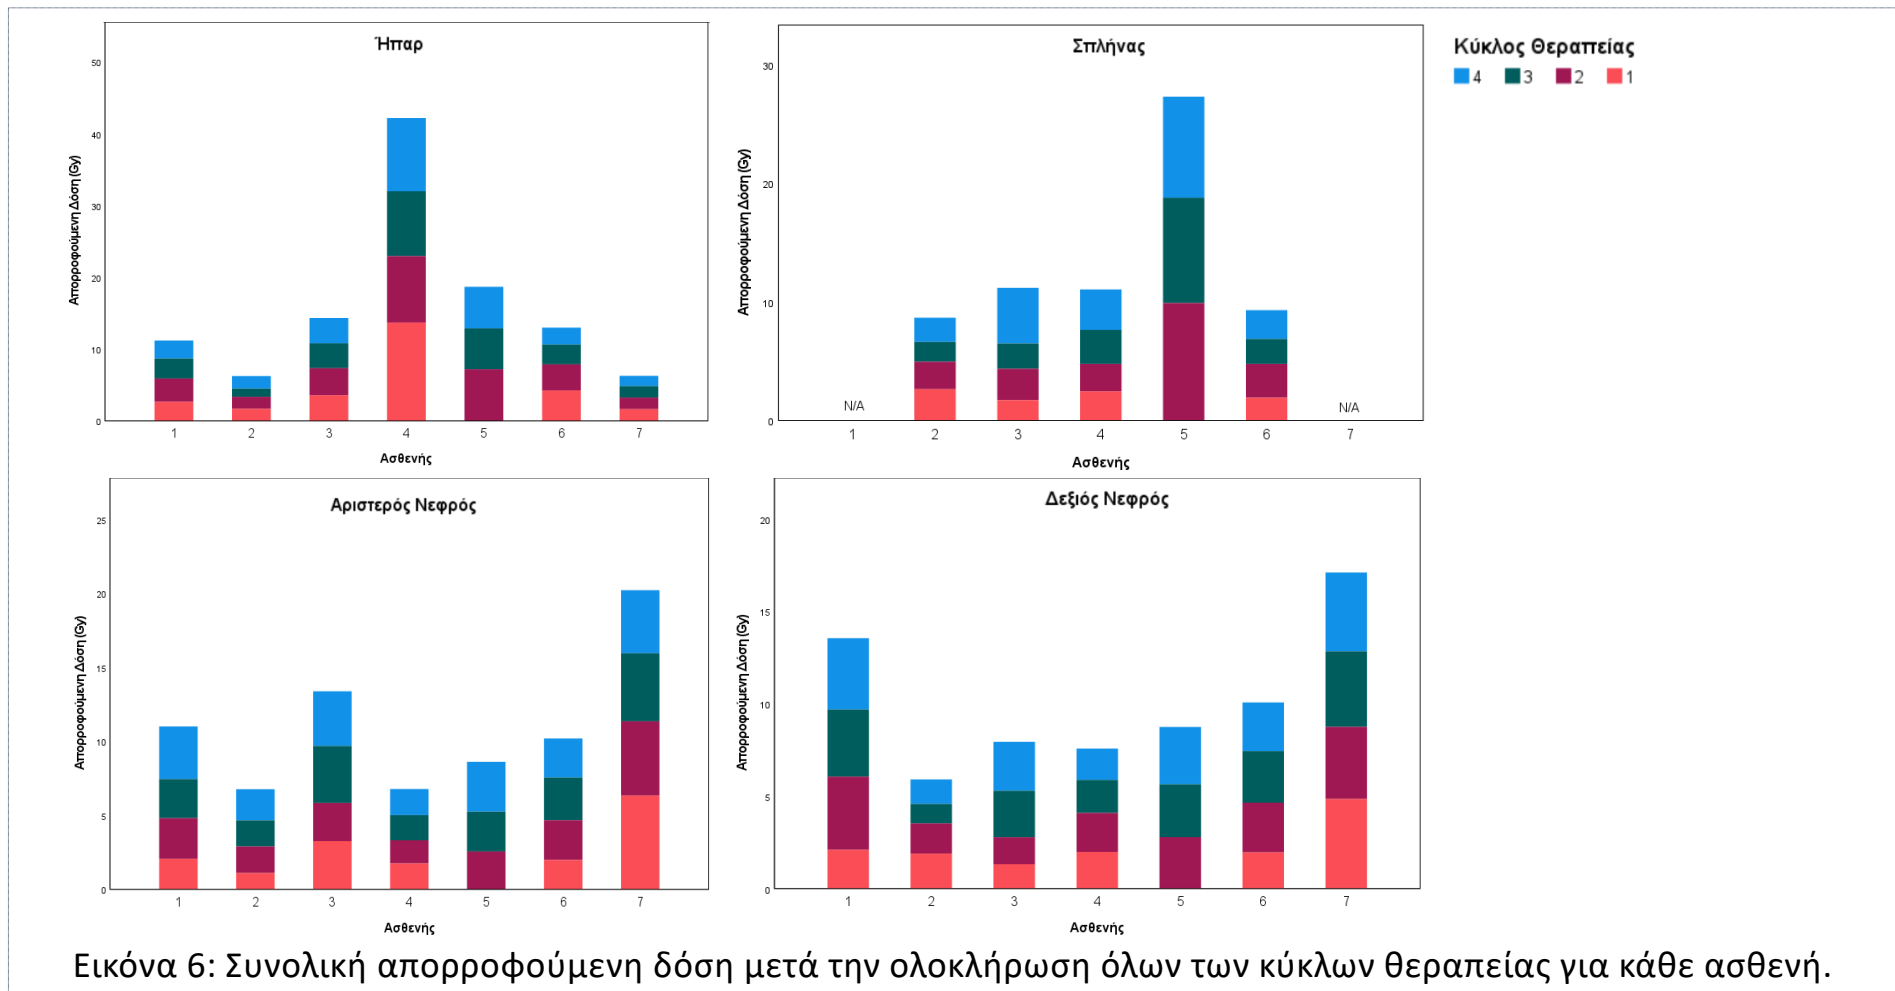 Ήπαρ
50
40
30
20
10
0
Απορροφούμενη Δόση (Gy)
1 2 3 4 5 6 7
Ασθενής
Σπλήνας
30
20
10
0
Απορροφούμενη Δόση (Gy)
N/A N/A
1 2 3 4 5 6 7
Ασθενής
Κύκλος Θεραπείας
4 3 2 1
Αριστερός Νεφρός
25
20
15
10
5
0
Απορροφούμενη Δόση (Gy)
1 2 3 4 5 6 7
Ασθενής
Δεξιός Νεφρός
20
15
10
5
0
Απορροφούμενη Δόση (Gy)
1 2 3 4 5 6 7
Ασθενής
Εικόνα 6: Συνολική απορροφούμενη δόση μετά την ολοκλήρωση όλων των κύκλων θεραπείας για κάθε ασθενή.